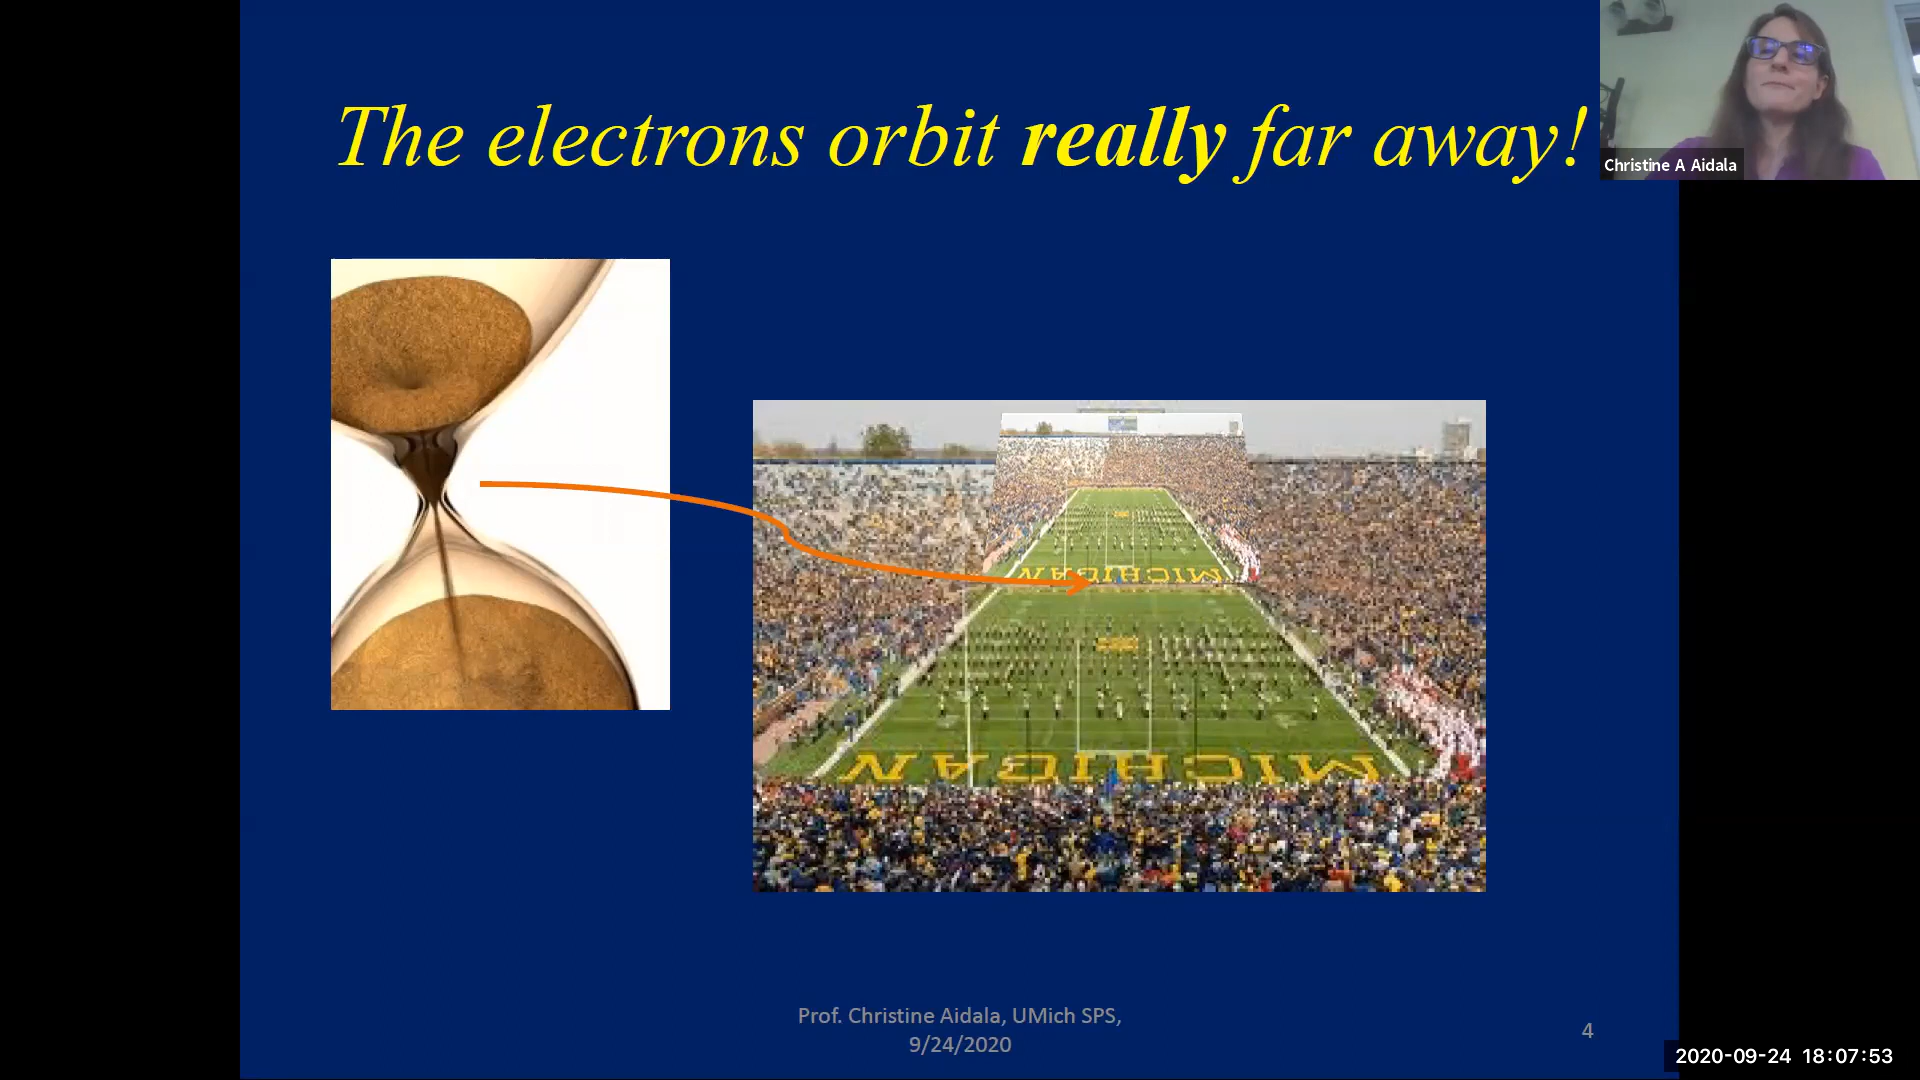 The electrons orbit really far away!
Christine A Aidala
MICHIGAN
MICHIGAN
Prof. Christine Aidala, UMich SPS,
9/24/2020
4
2020-09-24 18:07:53